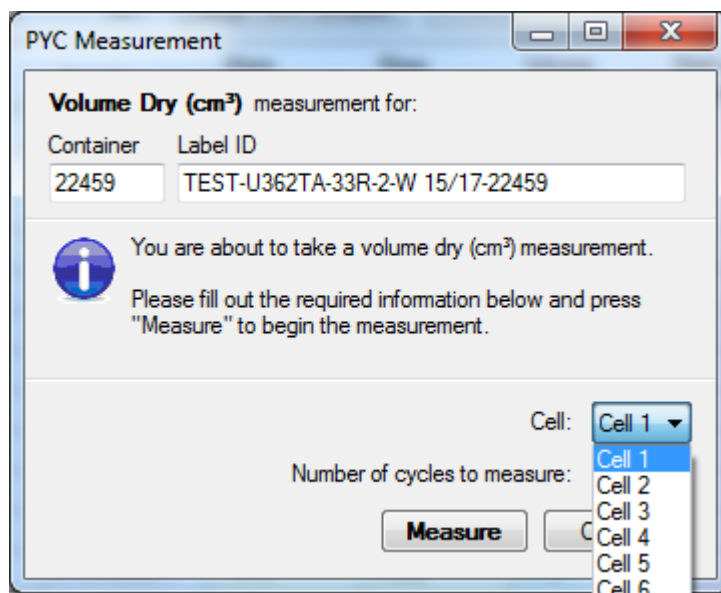 PYC Measurement
Volume Dry (cm³) measurement for:
Container Label ID
22459 TEST-U362TA-33R-2-W 15/17-22459
You are about to take a volume dry (cm³) measurement.
Please fill out the required information below and press
"Measure" to begin the measurement.
Cell: Cell 1
Cell 1
Number of cycles to measure:
Cell 2
Cell 3
Measure
Cell 4
Cell 5
Cell 6